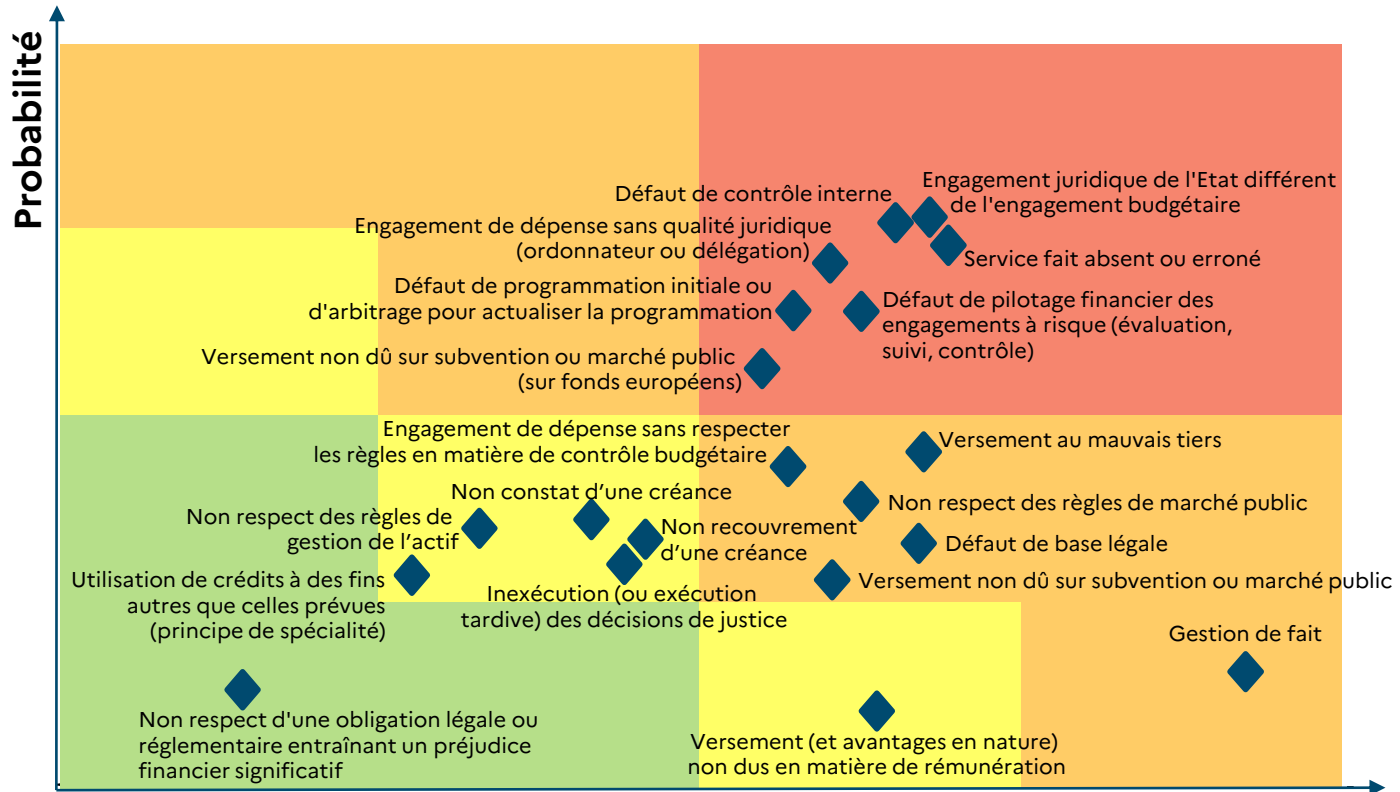 Probabilité
Engagement juridique de l'Etat différent
de l'engagement budgétaire
Défaut de contrôle interne
Engagement de dépense sans qualité juridique
(ordonnateur ou délégation)
Service fait absent ou erroné
Défaut de programmation initiale ou
d'arbitrage pour actualiser la programmation
Défaut de pilotage financier des
engagements à risque (évaluation,
suivi, contrôle)
Versement non dû sur subvention ou marché public
(sur fonds européens)
Engagement de dépense sans respecter
les règles en matière de contrôle budgétaire
Versement au mauvais tiers
Non constat d’une créance
Non respect des règles de marché public
Non respect des règles de
gestion de l’actif
Non recouvrement
d’une créance
Défaut de base légale
Utilisation de crédits à des fins
autres que celles prévues
(principe de spécialité)
Inexécution (ou exécution
tardive) des décisions de justice
Versement non dû sur subvention ou marché public
Gestion de fait
Non respect d'une obligation légale ou
réglementaire entraînant un préjudice
financier significatif
Versement (et avantages en nature)
non dus en matière de rémunération